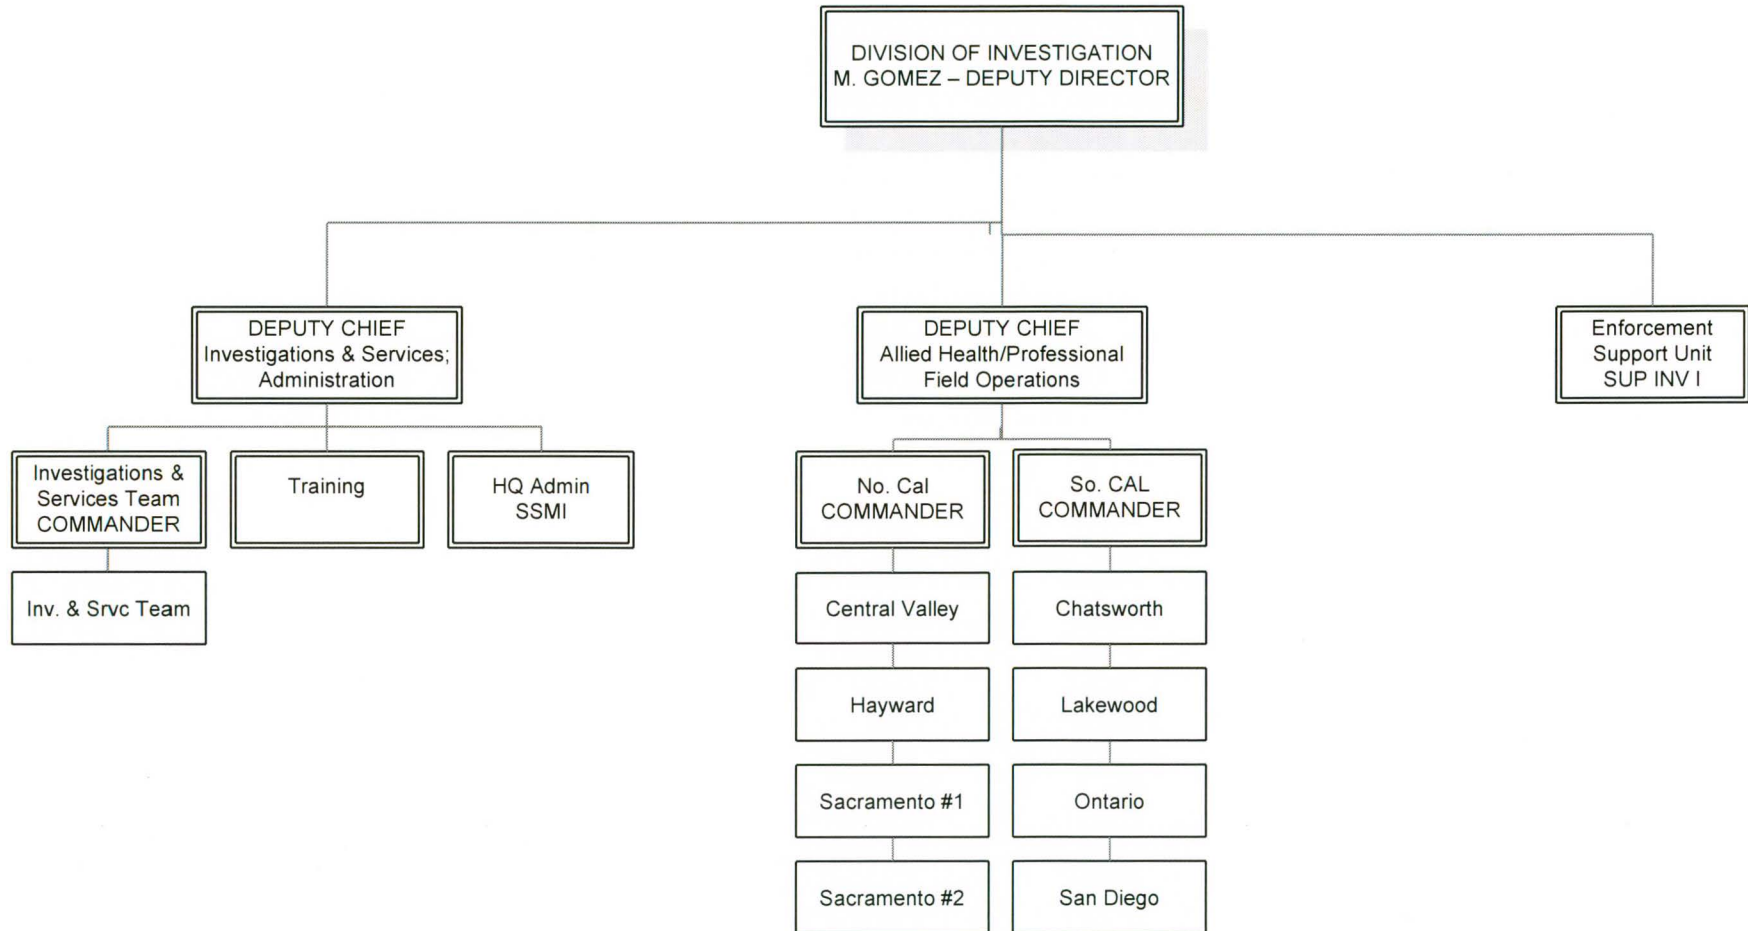 DIVISION OF INVESTIGATION
M. GOMEZ – DEPUTY DIRECTOR
DEPUTY CHIEF
Investigations & Services;
Administration
DEPUTY CHIEF
Allied Health/Professional
Field Operations
Enforcement
Support Unit
SUP INV I
Investigations &
Services Team
COMMANDER
Training
HQ Admin
SSMI
No. Cal
COMMANDER
So. CAL
COMMANDER
Inv. & Srvc Team
Central Valley
Chatsworth
Hayward
Lakewood
Sacramento #1
Ontario
Sacramento #2
San Diego